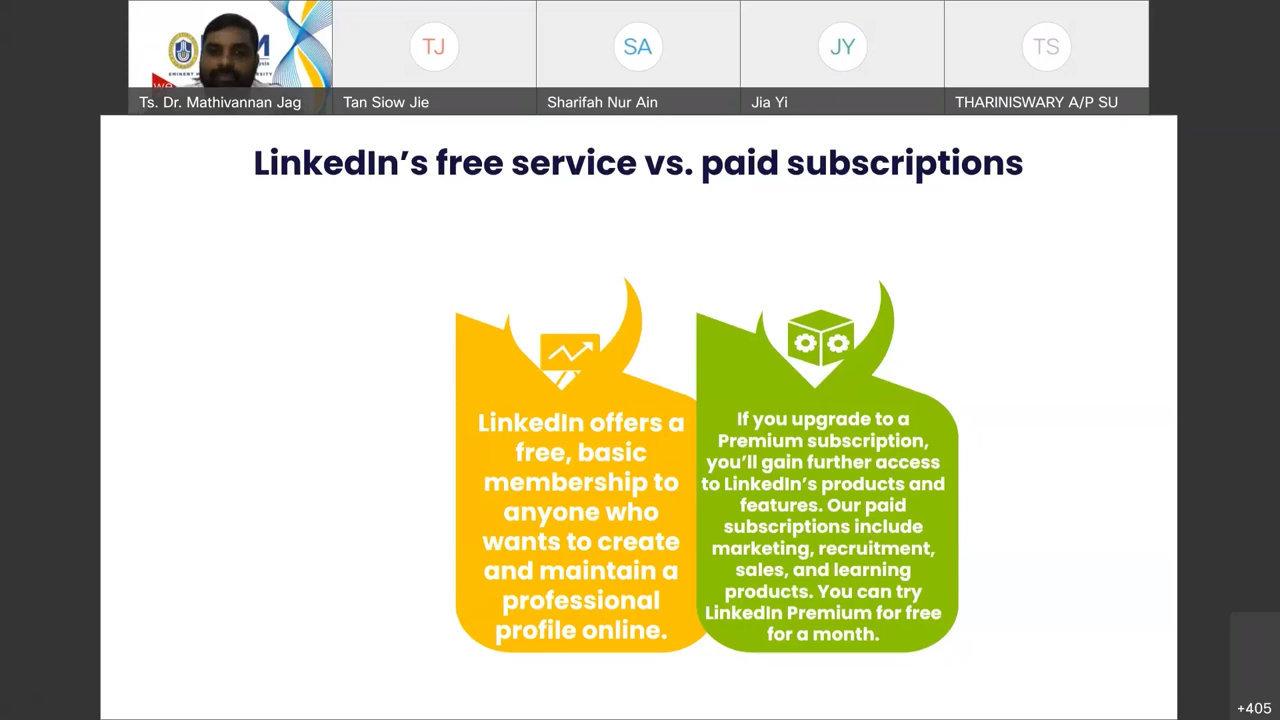 Ts. Dr. Mathivannan Jag
TJ
Tan Siow Jie
SA
Sharifah Nur Ain
JY
Jia Yi
TS
THARINISWARY A/P SU
LinkedIn’s free service vs. paid subscriptions
LinkedIn offers a
free, basic
membership to
anyone who
wants to create
and maintain a
professional
profile online.
If you upgrade to a
Premium subscription,
you’ll gain further access
to LinkedIn’s products and
features. Our paid
subscriptions include
marketing, recruitment,
sales, and learning
products. You can try
LinkedIn Premium for free
for a month.
+405